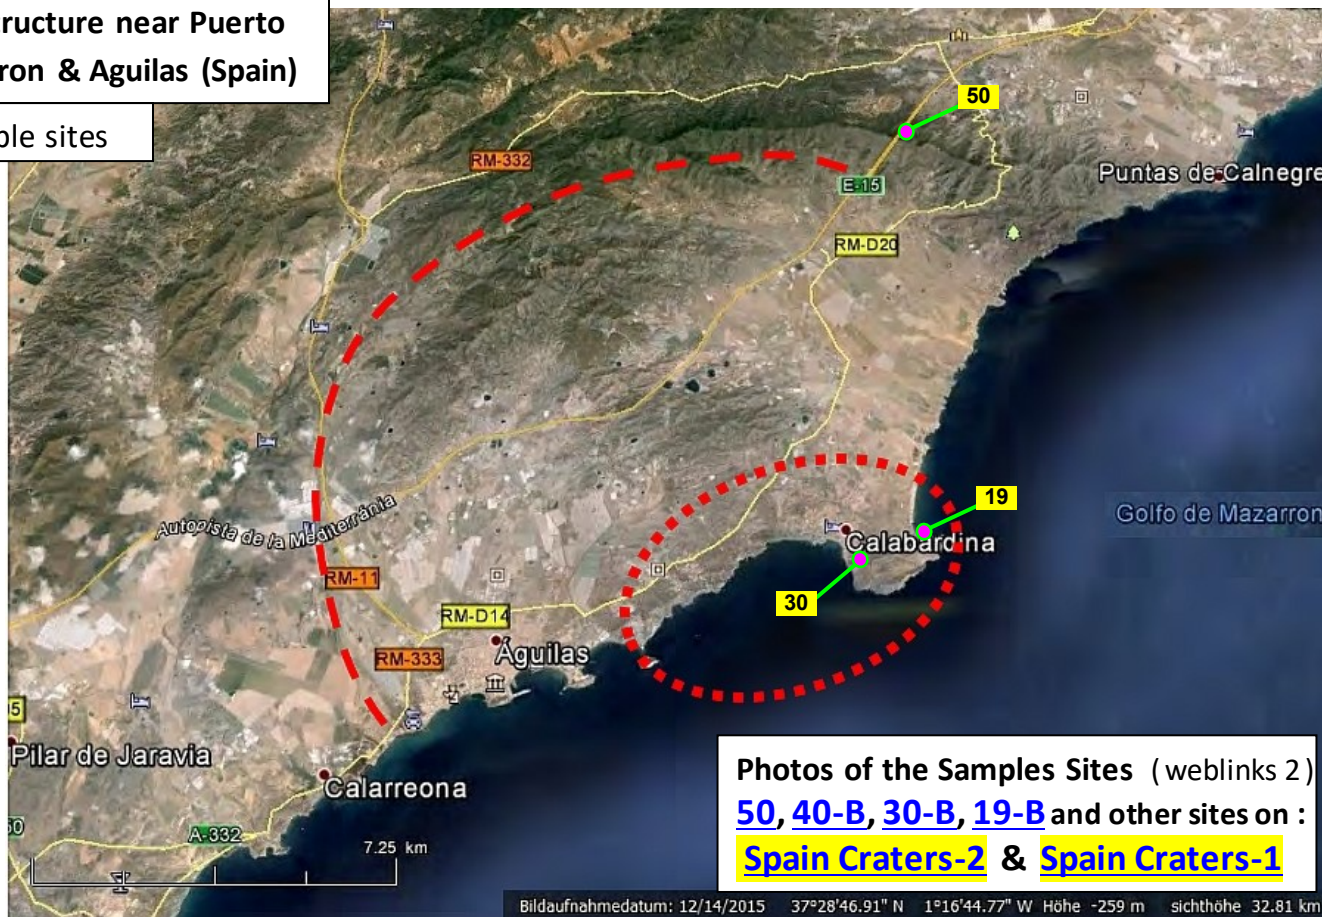 ructure near Puerto
ron & Aguilas (Spain)
ple sites
50
RM-332
Puntas de Calnegre
E-15
RM-D20
19
Golfo de Mazarron
Calabardina
Autopista de la Mediterránia
RM-11
30
RM-D14
Águilas
RM-333
5
Pilar de Jaravia
Calarreona
Photos of the Samples Sites (weblinks 2)
50, 40-B, 30-B, 19-B and other sites on :
Spain Craters-2 & Spain Craters-1
50
A-332
7.25 km
Bildaufnahmedatum: 12/14/2015 37°28'46.91" N 1°16'44.77" W Höhe -259 m sichthöhe 32.81 km